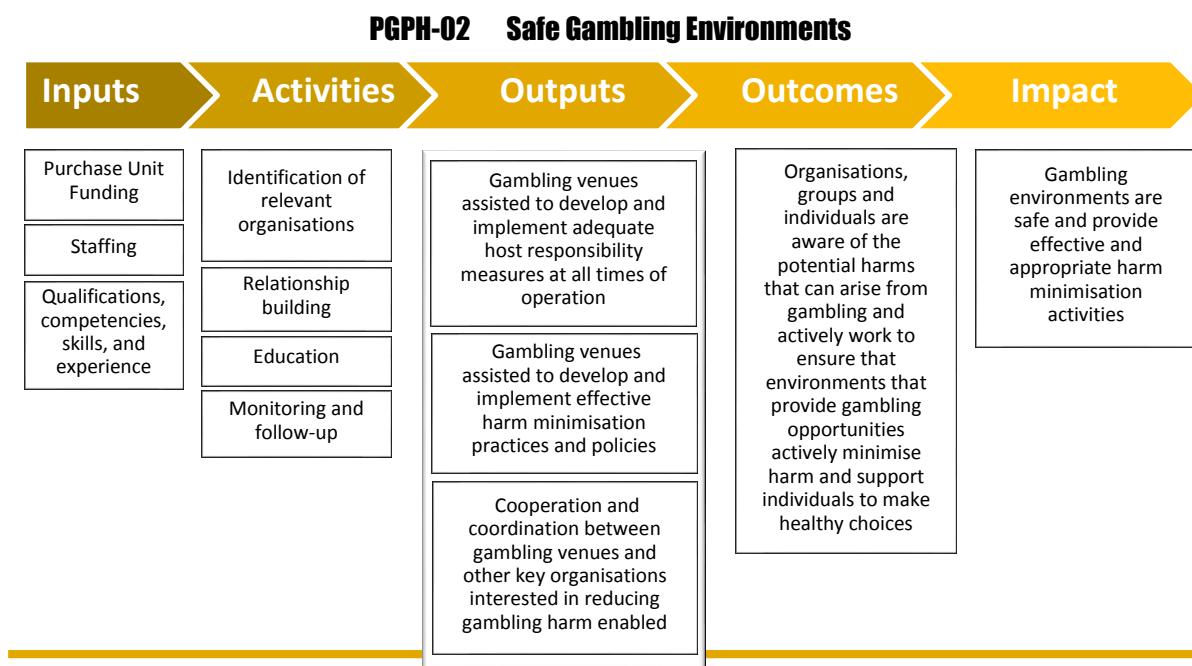 PGPH-02 Safe Gambling Environments
Inputs
Activities
Outputs
Outcomes
Impact
Purchase Unit
Funding
Staffing
Qualifications,
competencies,
skills, and
experience
Identification of
relevant
organisations
Relationship
building
Education
Monitoring and
follow-up
Gambling venues
assisted to develop and
implement adequate
host responsibility
measures at all times of
operation
Gambling venues
assisted to develop and
implement effective
harm minimisation
practices and policies
Cooperation and
coordination between
gambling venues and
other key organisations
interested in reducing
gambling harm enabled
Organisations,
groups and
individuals are
aware of the
potential harms
that can arise from
gambling and
actively work to
ensure that
environments that
provide gambling
opportunities
actively minimise
harm and support
individuals to make
healthy choices
Gambling
environments are
safe and provide
effective and
appropriate harm
minimisation
activities